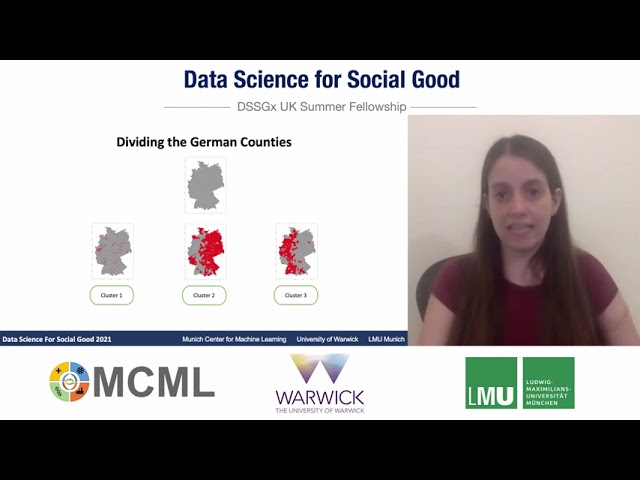 Data Science for Social Good
DSSGx UK Summer Fellowship
Dividing the German Counties
Cluster 1
Cluster 2
Cluster 3
Data Science For Social Good 2021
Munich Center for Machine Learning
University of Warwick
LMU Munich
MCML
WARWICK
THE UNIVERSITY OF WARWICK
LMU
LUDWIG-
MAXIMILIANS-
UNIVERSITÄT
MÜNCHEN